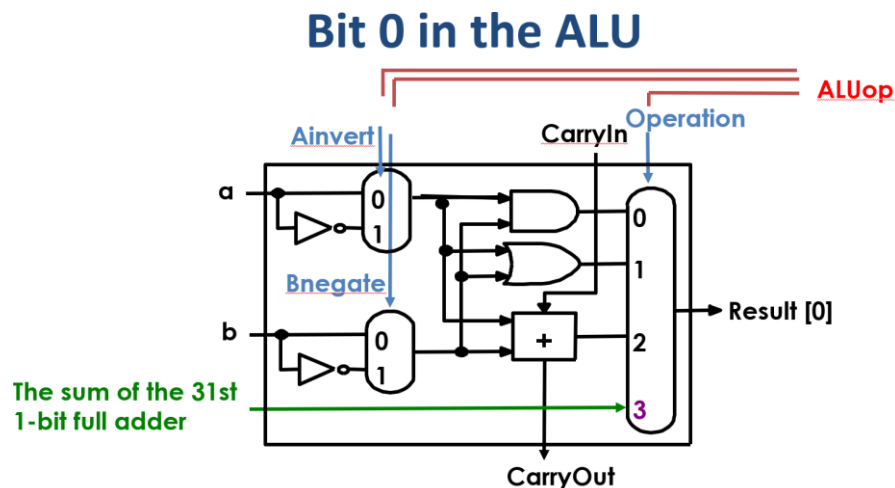 Bit 0 in the ALU
ALUop
Ainvert
CarryIn
Operation
a
0
1
0
1
Bnegate
Result [0]
b
0
1
+
2
The sum of the 31st
1-bit full adder
3
CarryOut